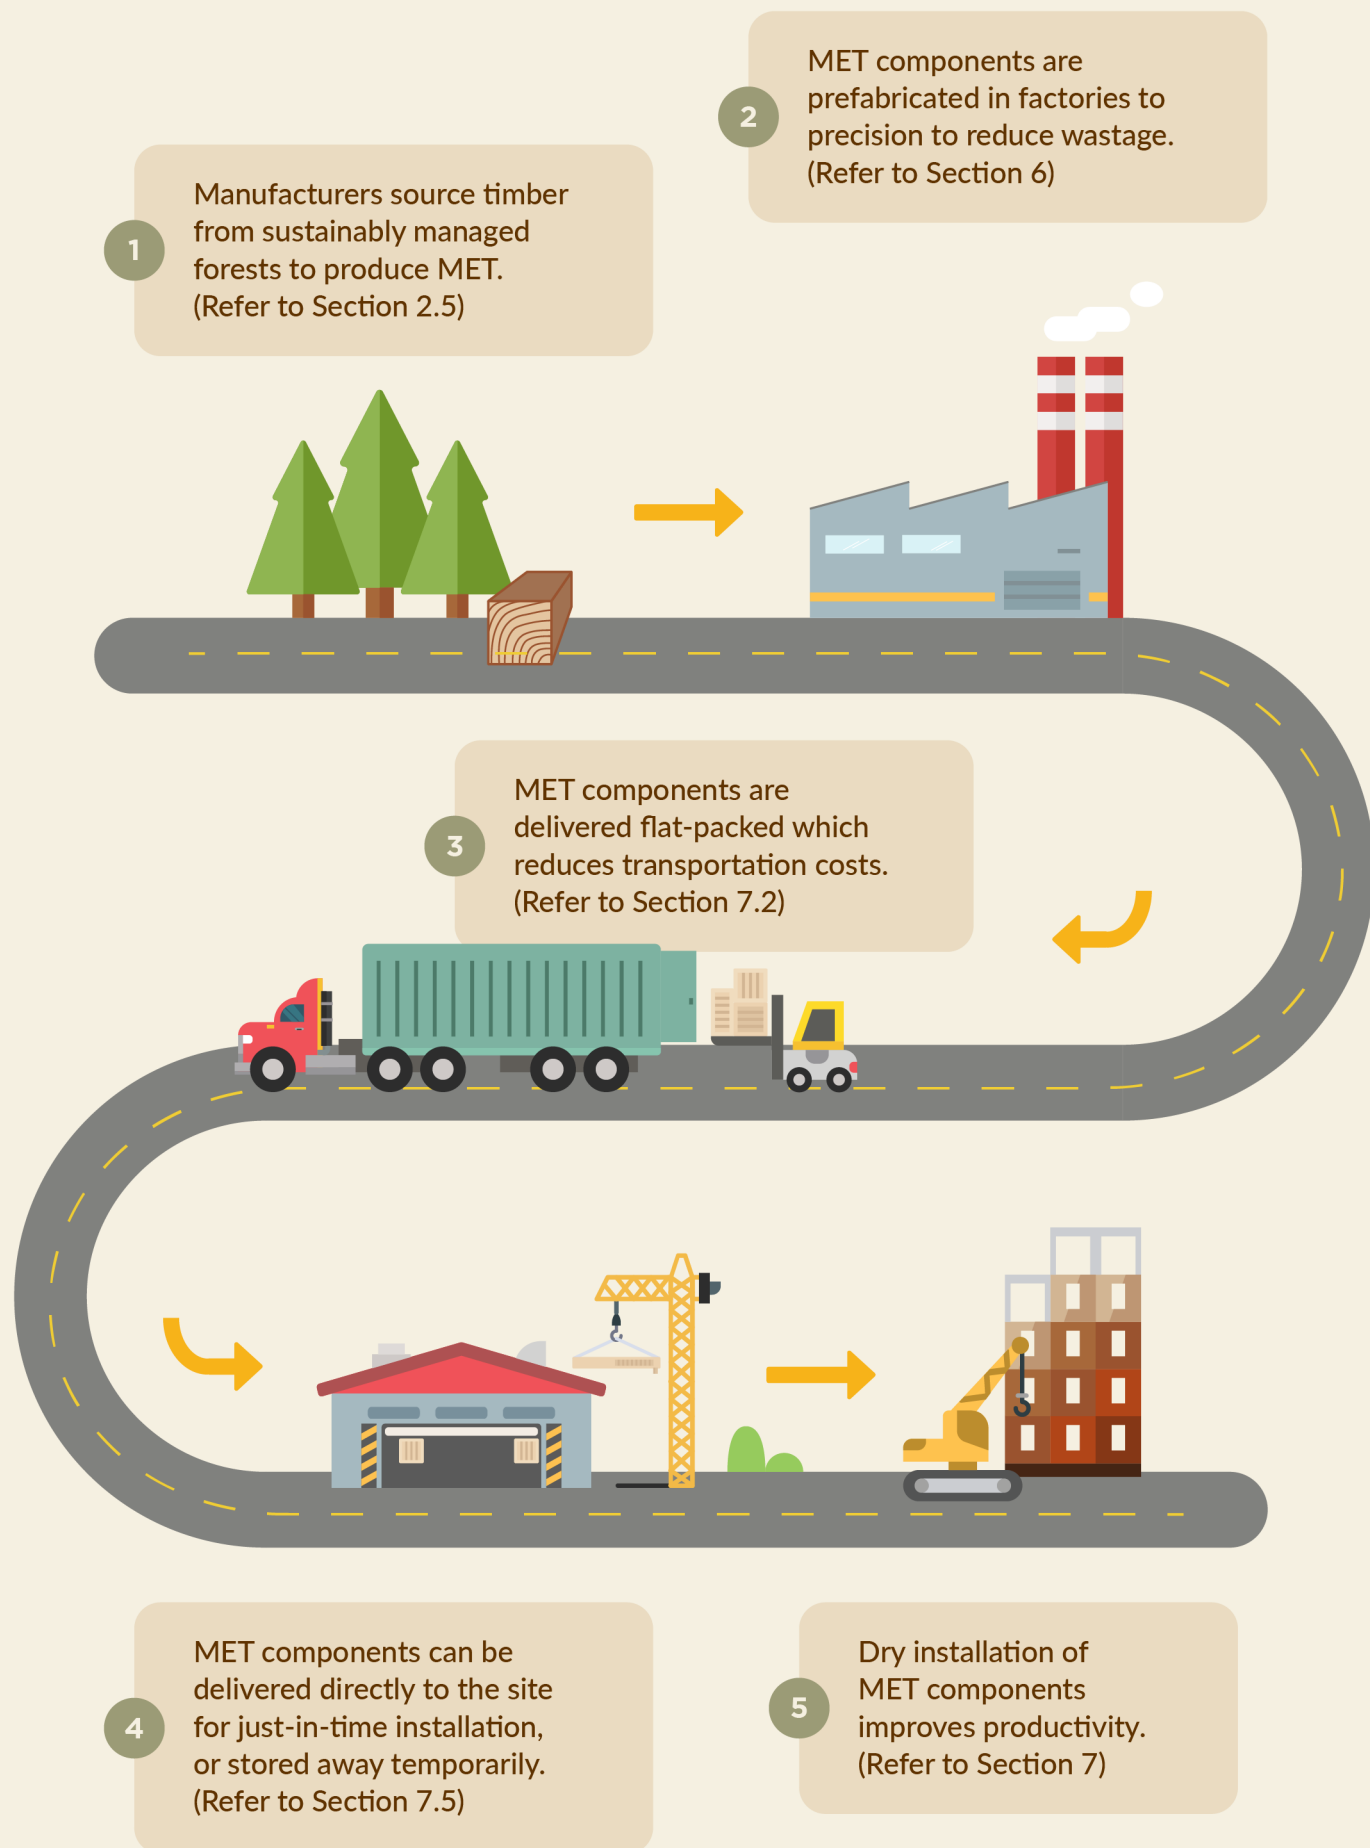 1
Manufacturers source timber
from sustainably managed
forests to produce MET.
(Refer to Section 2.5)
2
MET components are
prefabricated in factories to
precision to reduce wastage.
(Refer to Section 6)
3
MET components are
delivered flat-packed which
reduces transportation costs.
(Refer to Section 7.2)
4
MET components can be
delivered directly to the site
for just-in-time installation,
or stored away temporarily.
(Refer to Section 7.5)
5
Dry installation of
MET components
improves productivity.
(Refer to Section 7)